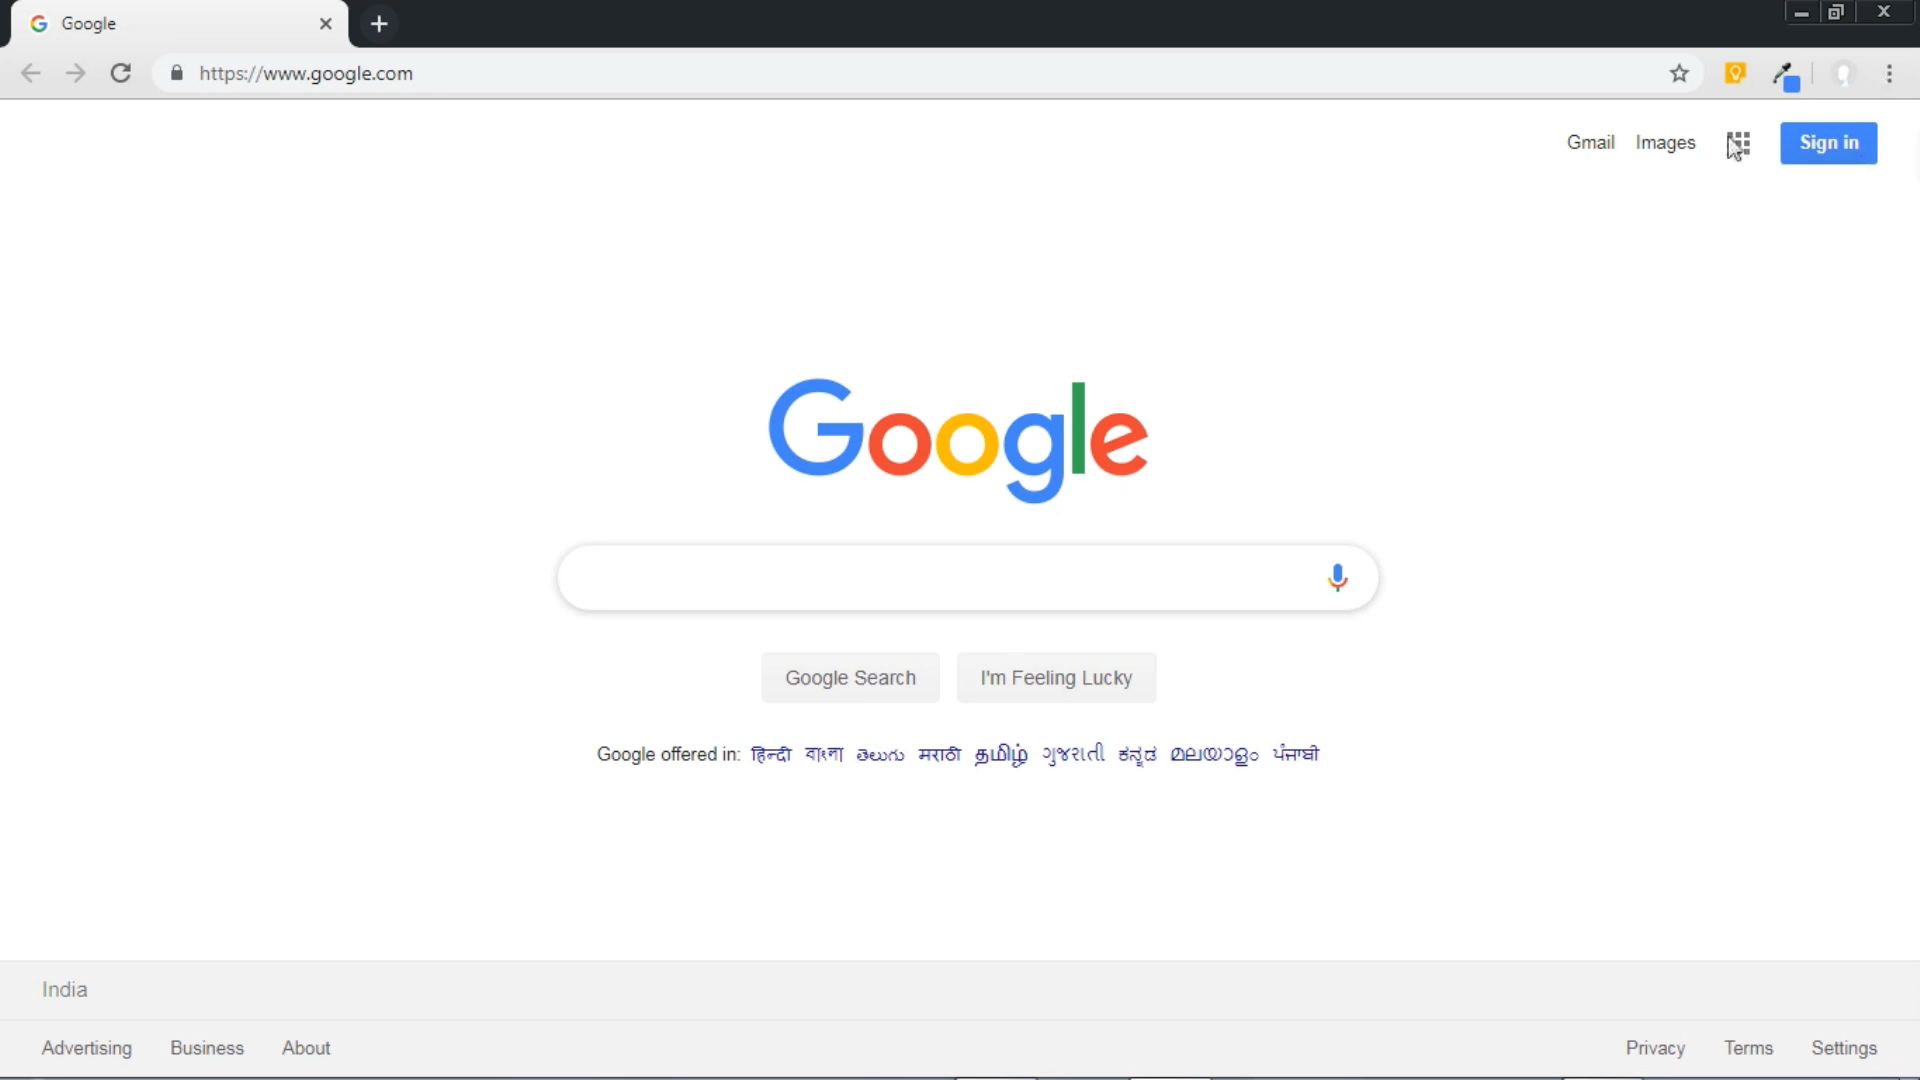 Google
https://www.google.com
Gmail Images Sign in
Google
Google Search I'm Feeling Lucky
Google offered in: हिन्दी বাংলা తెలుగు मराठी தமிழ் ગુજરાતી ಕನ್ನಡ മലയാളം ਪੰਜਾਬੀ
India
Advertising Business About Privacy Terms Settings